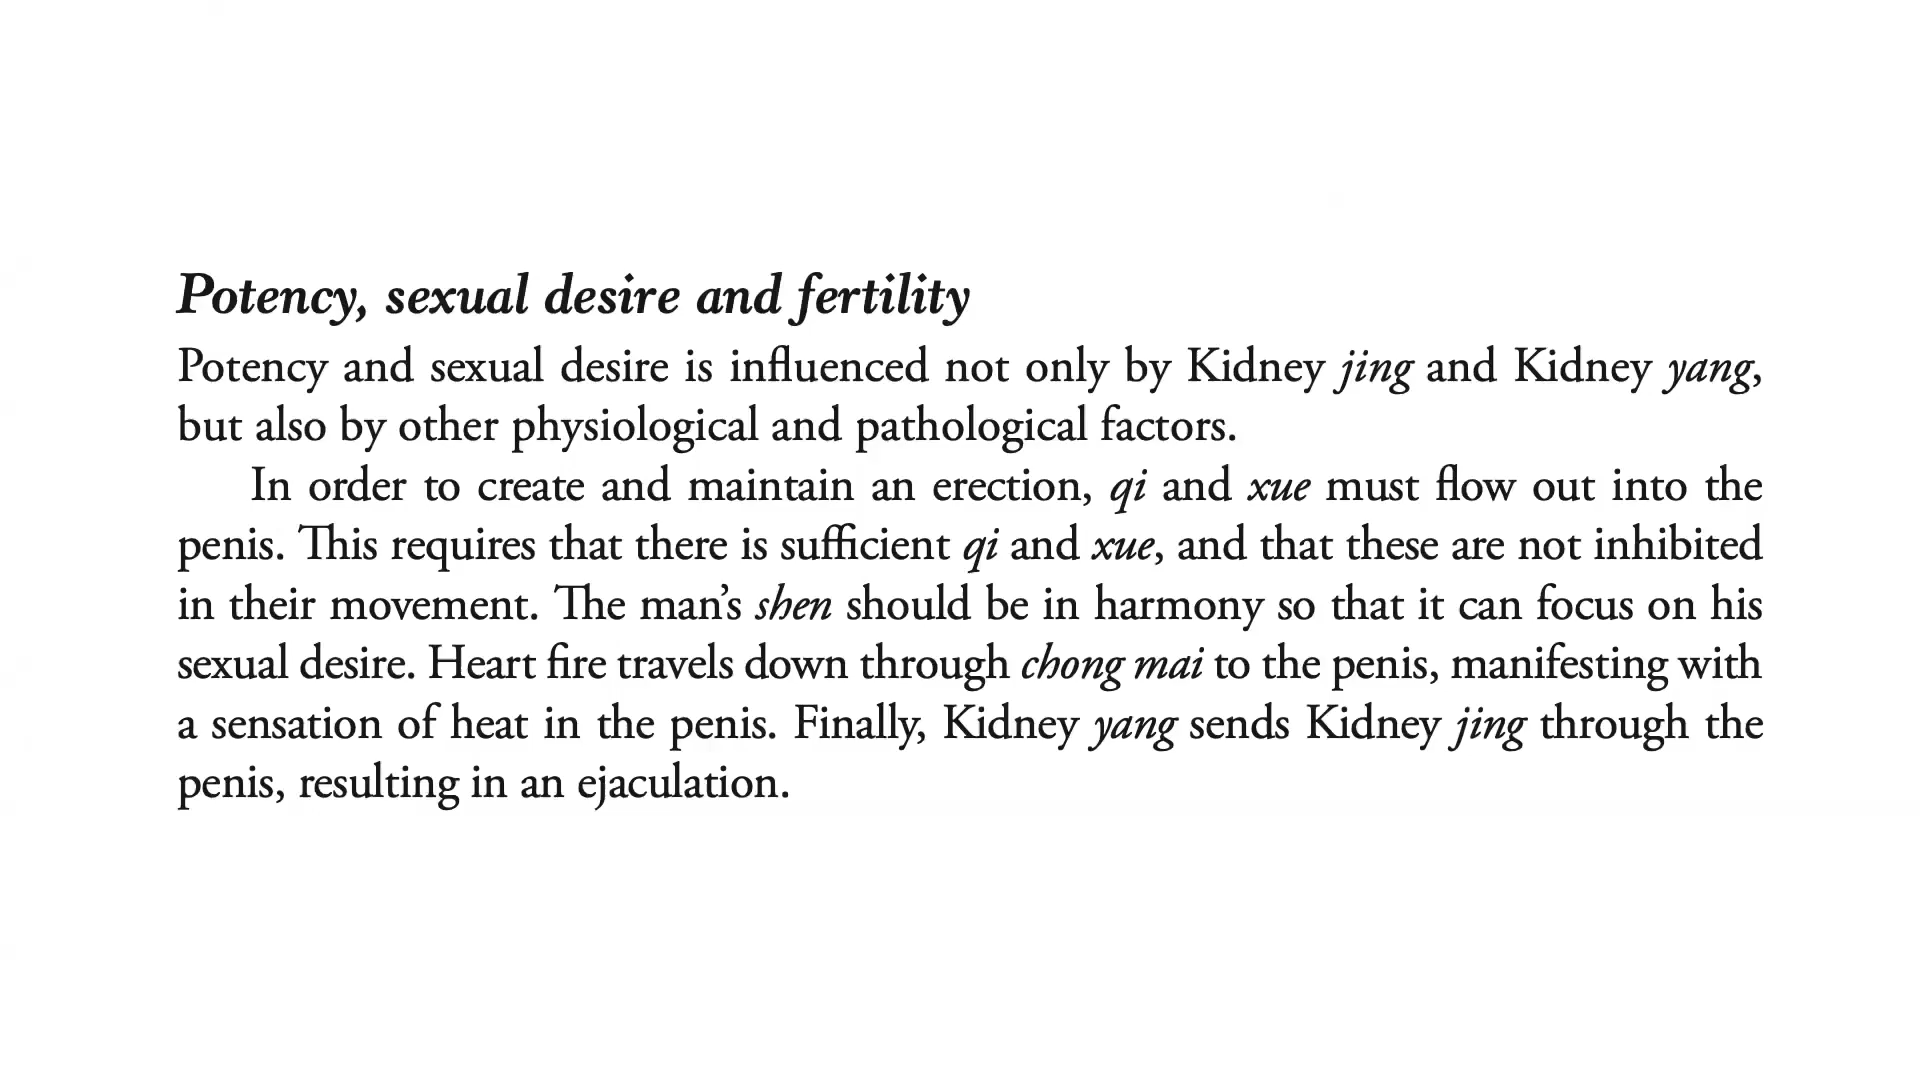 Potency, sexual desire and fertility
Potency and sexual desire is influenced not only by Kidney jing and Kidney yang,
but also by other physiological and pathological factors.
In order to create and maintain an erection, qi and xue must flow out into the
penis. This requires that there is sufficient qi and xue, and that these are not inhibited
in their movement. The man’s shen should be in harmony so that it can focus on his
sexual desire. Heart fire travels down through chong mai to the penis, manifesting with
a sensation of heat in the penis. Finally, Kidney yang sends Kidney jing through the
penis, resulting in an ejaculation.